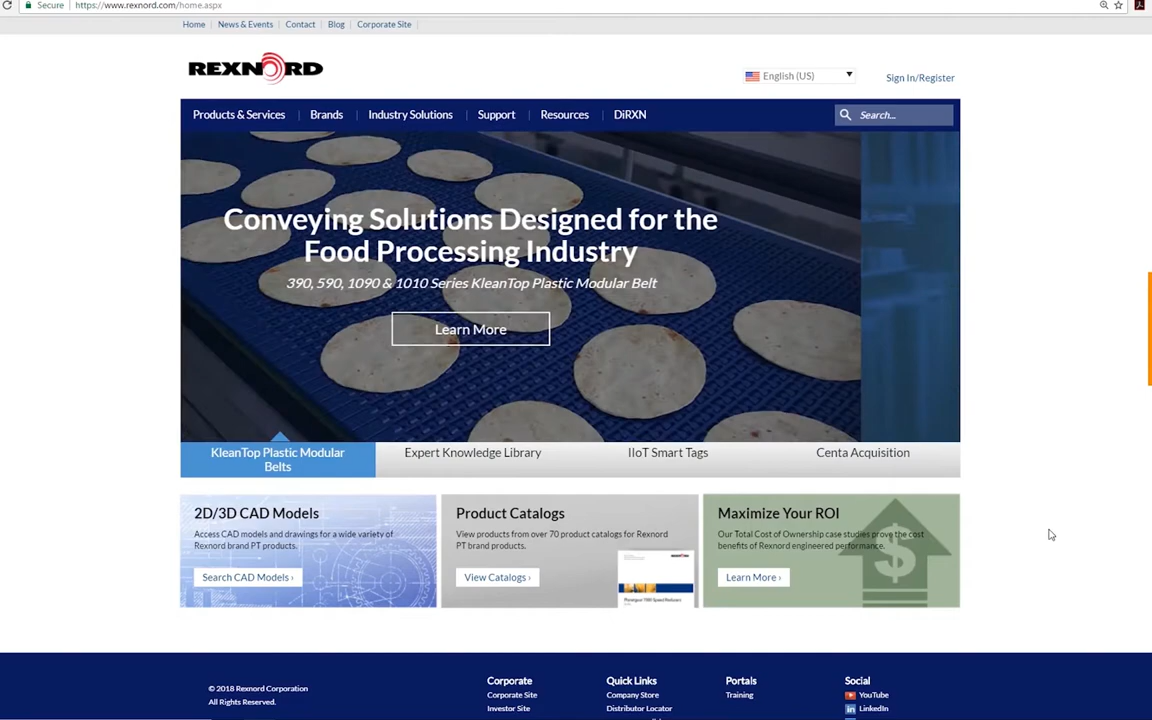 Secure
https://www.rexnord.com/home.aspx
Home
News & Events
Contact
Blog
Corporate Site
REXNORD
English (US)
Sign In/Register
Products & Services
Brands
Industry Solutions
Support
Resources
DiRXN
Search...
Conveying Solutions Designed for the
Food Processing Industry
390, 590, 1090 & 1010 Series KleanTop Plastic Modular Belt
Learn More
KleanTop Plastic Modular
Belts
Expert Knowledge Library
IIoT Smart Tags
Centa Acquisition
2D/3D CAD Models
Access CAD models and drawings for a wide variety of
Rexnord brand PT products.
Search CAD Models ›
Product Catalogs
View products from over 70 product catalogs for Rexnord
PT brand products.
View Catalogs ›
Maximize Your ROI
Our Total Cost of Ownership case studies prove the cost
benefits of Rexnord engineered performance.
Learn More ›
© 2018 Rexnord Corporation
All Rights Reserved.
Corporate
Corporate Site
Investor Site
Quick Links
Company Store
Distributor Locator
Portals
Training
Social
YouTube
LinkedIn